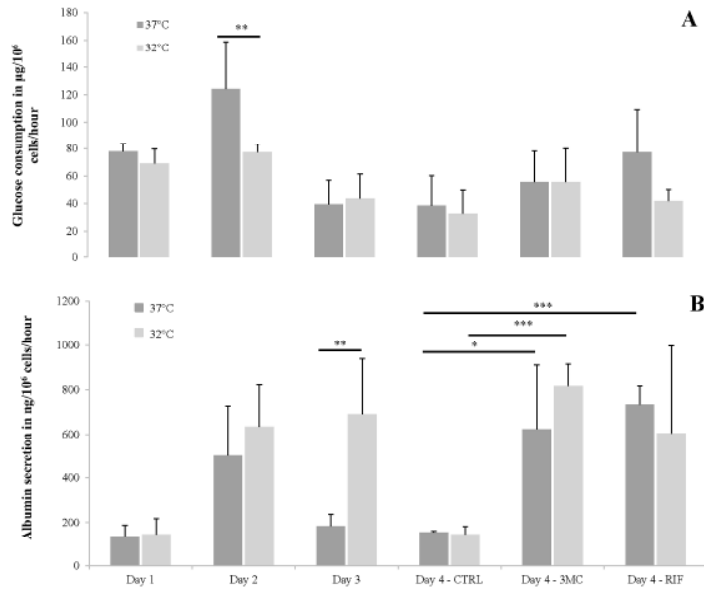 A
37°C
32°C
**
Glucose consumption in µg/10⁶
cells/hour
180
160
140
120
100
80
60
40
20
0
B
37°C
32°C
**
***
***
*
Albumin secretion in ng/10⁶ cells/hour
1200
1000
800
600
400
200
0
Day 1
Day 2
Day 3
Day 4 - CTRL
Day 4 - 3MC
Day 4 - RIF